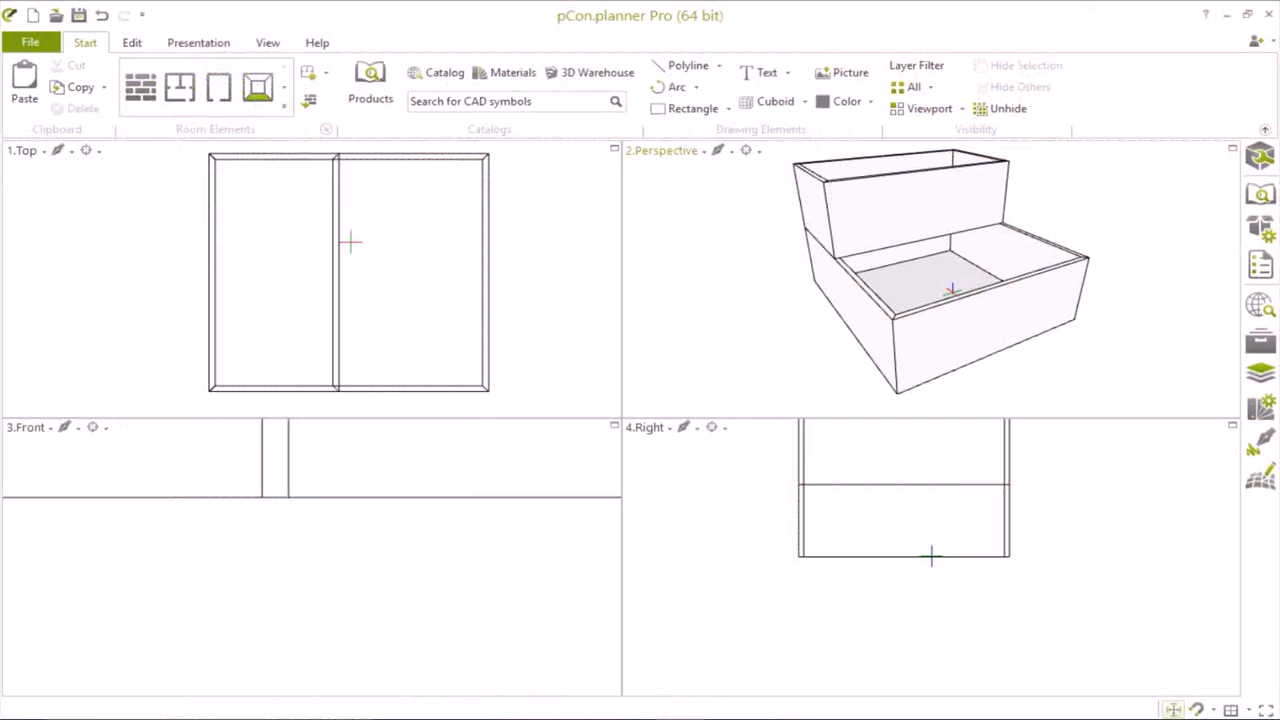 pCon.planner Pro (64 bit)
?
File Start Edit Presentation View Help
Paste
Cut
Copy
Delete
Clipboard
Room Elements
Products
Catalog Materials 3D Warehouse
Search for CAD symbols
Catalogs
Polyline Text Picture
Arc Cuboid Color
Rectangle
Drawing Elements
Layer Filter
All
Viewport
Hide Selection
Hide Others
Unhide
Visibility
1.Top
2.Perspective
3.Front
4.Right